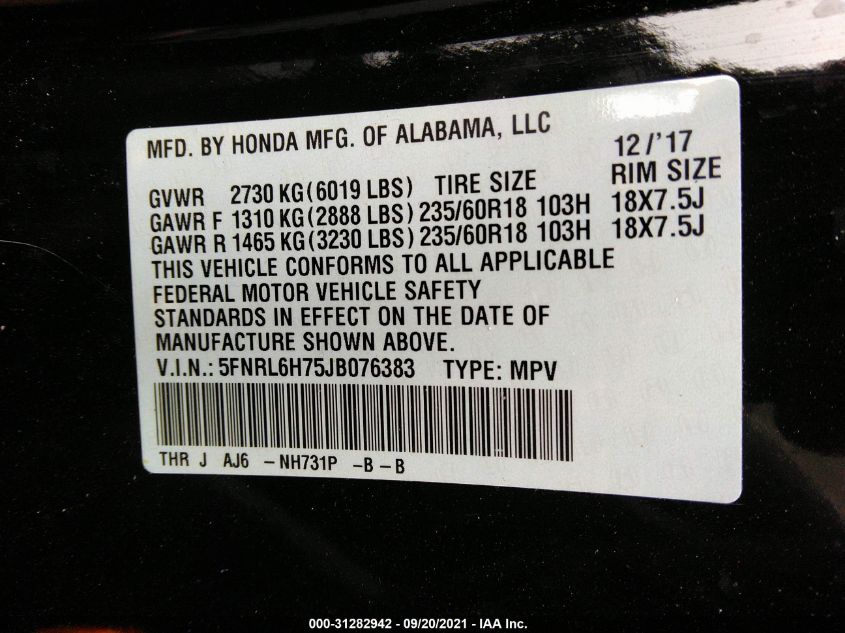 MFD. BY HONDA MFG. OF ALABAMA, LLC 12/'17
GVWR 2730 KG(6019 LBS) TIRE SIZE RIM SIZE
GAWR F 1310 KG(2888 LBS) 235/60R18 103H 18X7.5J
GAWR R 1465 KG(3230 LBS) 235/60R18 103H 18X7.5J
THIS VEHICLE CONFORMS TO ALL APPLICABLE
FEDERAL MOTOR VEHICLE SAFETY
STANDARDS IN EFFECT ON THE DATE OF
MANUFACTURE SHOWN ABOVE.
V.I.N.: 5FNRL6H75JB076383 TYPE: MPV
THR J AJ6 -NH731P -B-B
000-31282942 - 09/20/2021 - IAA Inc.